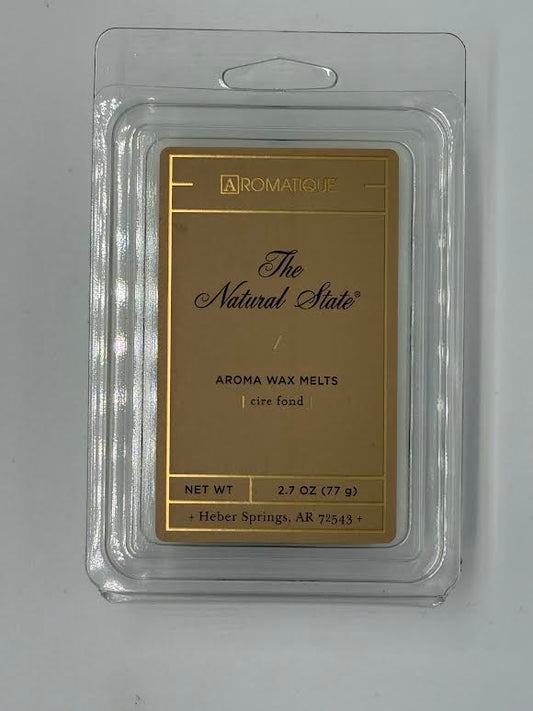 AROMATIQUE
The
Natural State®
/
AROMA WAX MELTS
| cire fond |
NET WT | 2.7 OZ (77 g)
+ Heber Springs, AR 72543 +